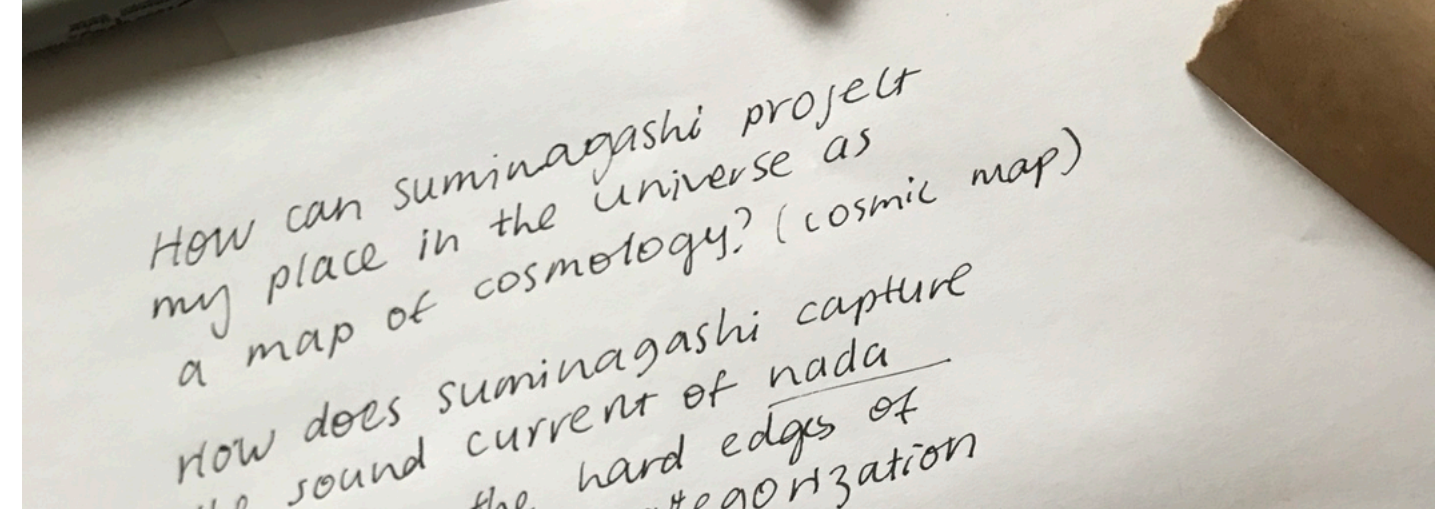 How can suminagashi project
my place in the universe as
a map of cosmology? (cosmic map)
How does suminagashi capture
sound current of nada
the hard edges of